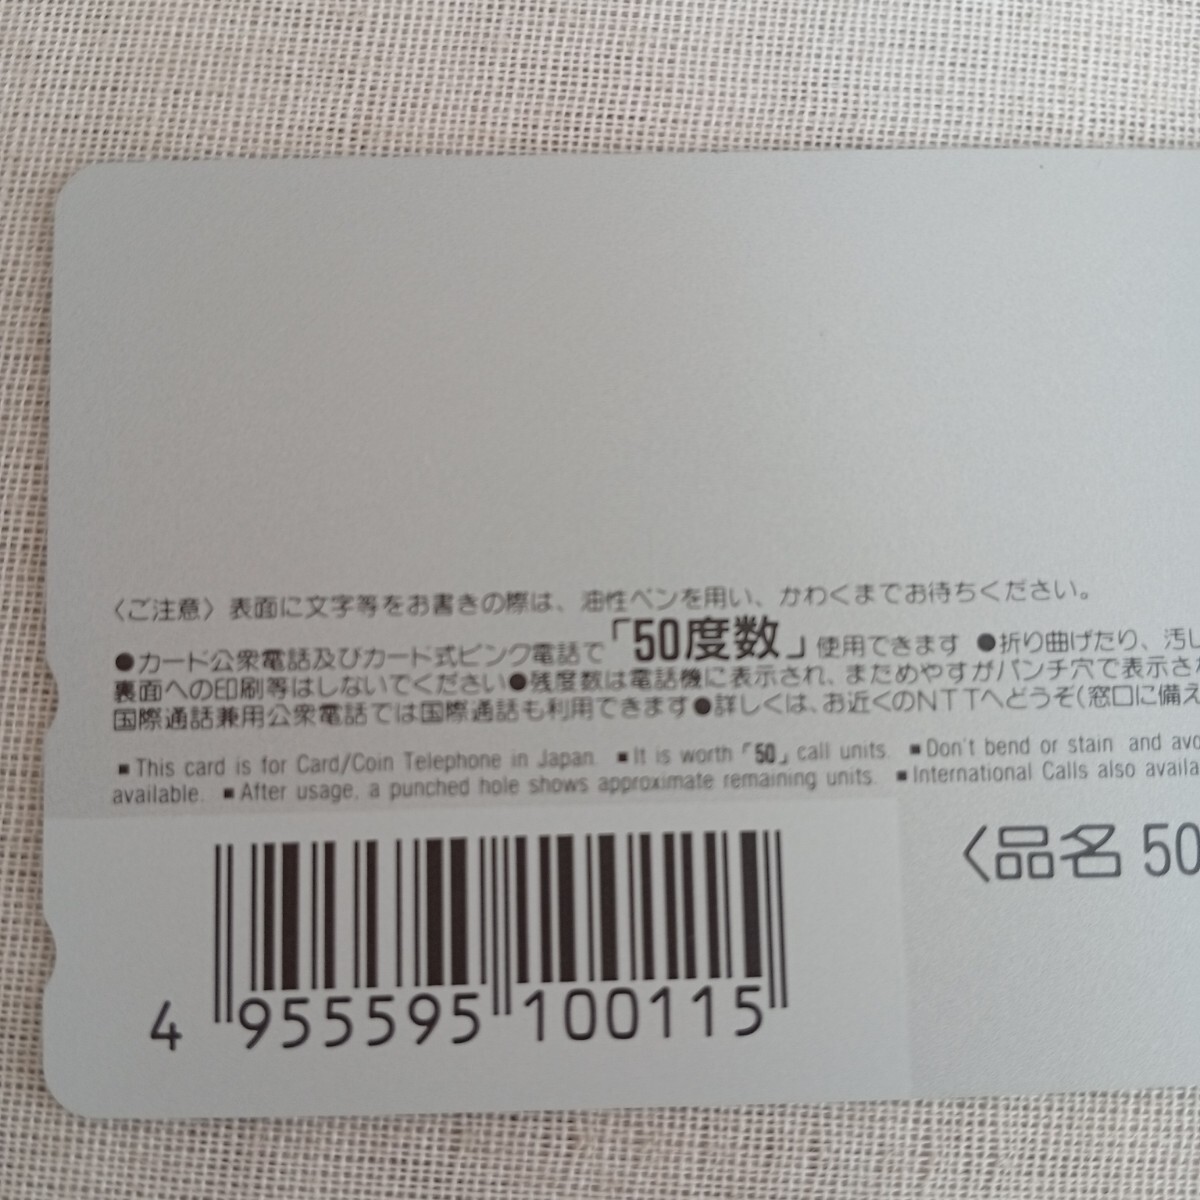 〈ご注意〉表面に文字等をお書きの際は、油性ペンを用い、かわくまでお待ちください。
●カード公衆電話及びカード式ピンク電話で「50度数」使用できます ●折り曲げたり、汚し
裏面への印刷等はしないでください●残度数は電話機に表示され、まためやすがパンチ穴で表示さ
国際通話兼用公衆電話では国際通話も利用できます●詳しくは、お近くのNTTへどうぞ(窓口に備え
■This card is for Card/Coin Telephone in Japan. ■It is worth「50」call units. ■Don't bend or stain and avo
available. ■After usage, a punched hole shows approximate remaining units. ■International Calls also availa
〈品名 50
4 955595 100115